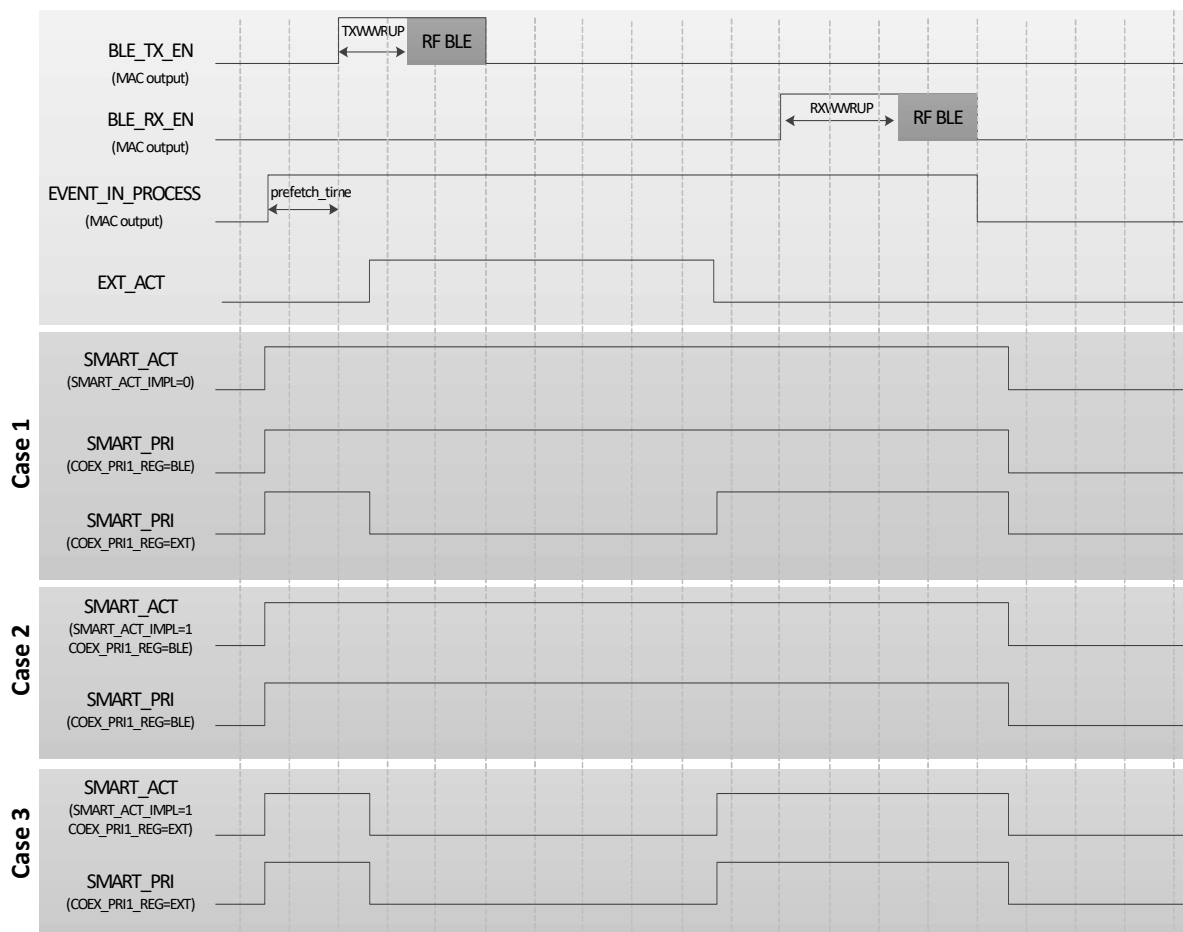 BLE_TX_EN
(MAC output)
TXWWRUP
RF BLE
BLE_RX_EN
(MAC output)
RXWWRUP
RF BLE
EVENT_IN_PROCESS
(MAC output)
prefetch_time
EXT_ACT
Case 1
SMART_ACT
(SMART_ACT_IMPL=0)
SMART_PRI
(COEX_PRI1_REG=BLE)
SMART_PRI
(COEX_PRI1_REG=EXT)
Case 2
SMART_ACT
(SMART_ACT_IMPL=1
COEX_PRI1_REG=BLE)
SMART_PRI
(COEX_PRI1_REG=BLE)
Case 3
SMART_ACT
(SMART_ACT_IMPL=1
COEX_PRI1_REG=EXT)
SMART_PRI
(COEX_PRI1_REG=EXT)